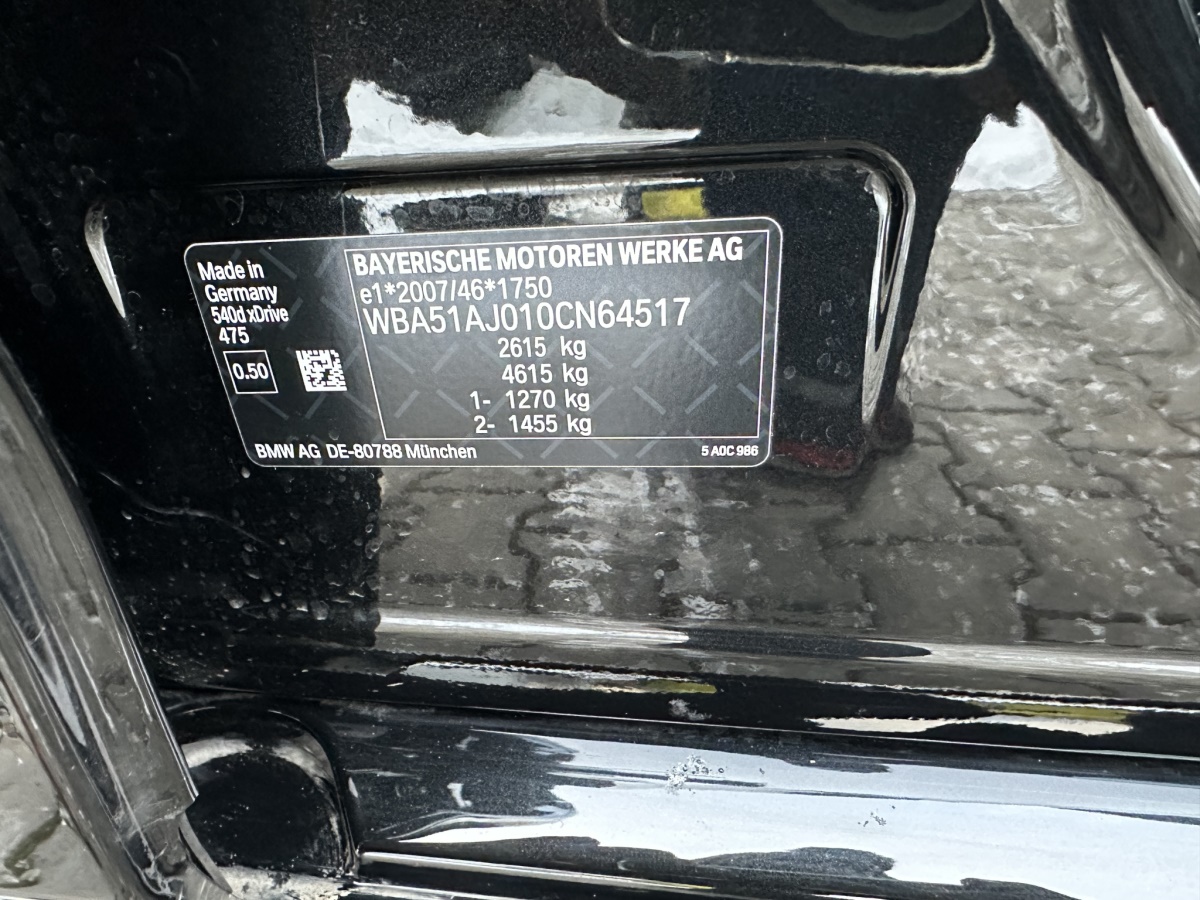 Made in
Germany
540d xDrive
475
0.50
BAYERISCHE MOTOREN WERKE AG
e1*2007/46*1750
WBA51AJ010CN64517
2615 kg
4615 kg
1- 1270 kg
2- 1455 kg
BMW AG DE-80788 München
5 A0C 986